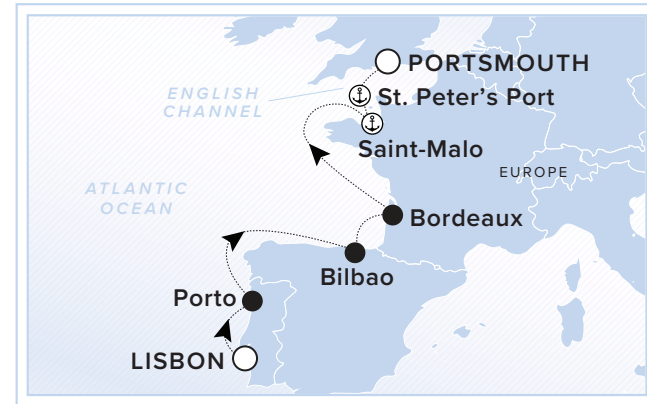 PORTSMOUTH
ENGLISH
CHANNEL
St. Peter's Port
Saint-Malo
EUROPE
ATLANTIC
OCEAN
Bordeaux
Bilbao
Porto
LISBON